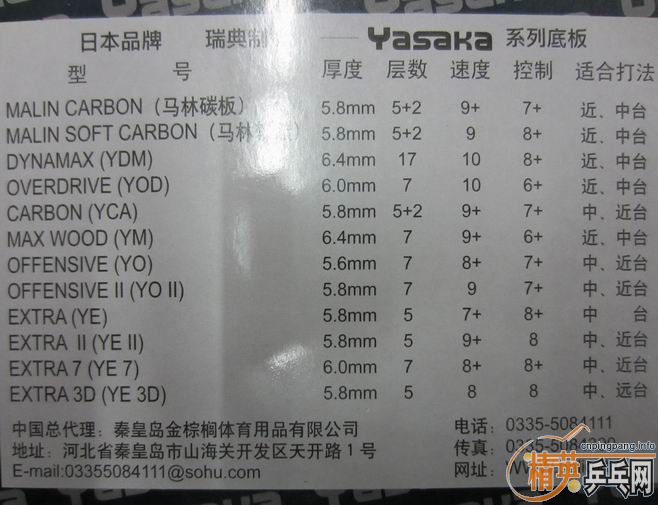 日本品牌 瑞典制 Yasaka 系列底板
型 号 厚度 层数 速度 控制 适合打法
MALIN CARBON（马林碳板） 5.8mm 5+2 9+ 7+ 近、中台
MALIN SOFT CARBON（马林 5.8mm 5+2 9 8+ 近、中台
DYNAMAX (YDM) 6.4mm 17 10 8+ 近、中台
OVERDRIVE (YOD) 6.0mm 7 10 6+ 近、中台
CARBON (YCA) 5.8mm 5+2 9+ 7+ 中、近台
MAX WOOD (YM) 6.4mm 7 9+ 6+ 近、中台
OFFENSIVE (YO) 5.6mm 7 8+ 7+ 中、近台
OFFENSIVE II (YO II) 5.8mm 7 9 7+ 中、近台
EXTRA (YE) 5.8mm 5 7+ 8+ 中 台
EXTRA II (YE II) 5.8mm 5 9+ 8 中、近台
EXTRA 7 (YE 7) 6.0mm 7 8+ 8+ 中、近台
EXTRA 3D (YE 3D) 5.8mm 5 8 8 中、远台
中国总代理：秦皇岛金棕榈体育用品有限公司 电话：0335-5084111
地址：河北省秦皇岛市山海关开发区天开路1号 传真：
E-mail:03355084111@sohu.com 网址：
cnpingpang.info
精英乒乓网